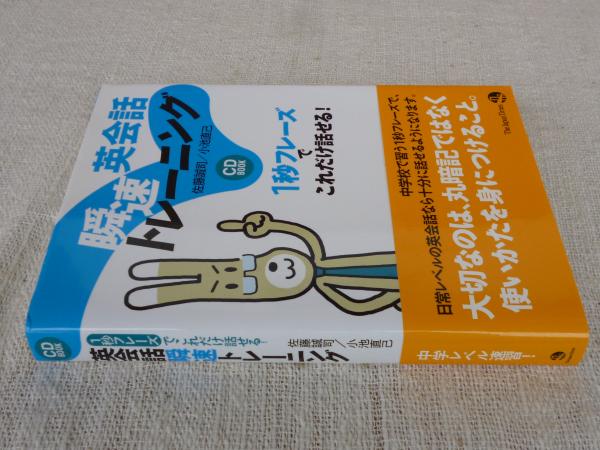 英会話
瞬速
トレーニング
佐藤誠司/小池直己
CD
BOOK
1秒フレーズ
で
これだけ話せる!
中学校で習う1秒フレーズで、
日常レベルの英会話なら十分に話せるようになります。
大切なのは、丸暗記ではなく
使いかたを身につけること。
The Japan Times
CD
BOOK
1秒フレーズで、これだけ話せる!
英会話瞬速トレーニング
佐藤誠司/小池直己
中学レベル速習!